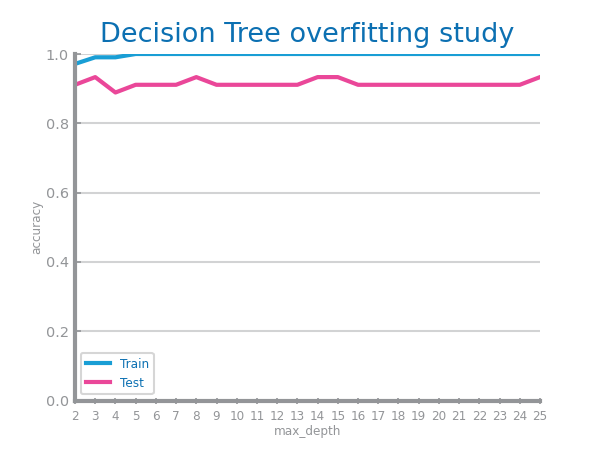 Decision Tree overfitting study
1.0
0.8
0.6
0.4
0.2
0.0
accuracy
Train
Test
2 3 4 5 6 7 8 9 10 11 12 13 14 15 16 17 18 19 20 21 22 23 24 25
max_depth